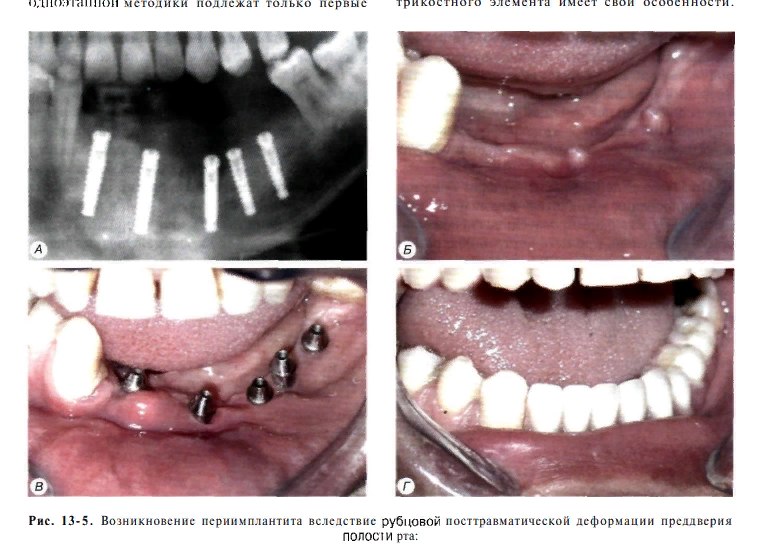 одноэтапной методики подлежат только первые
трикостного элемента имеет свои особенности.
А
Б
В
Г
Рис. 13-5. Возникновение периимплантита вследствие рубцовой посттравматической деформации преддверия
полости рта: